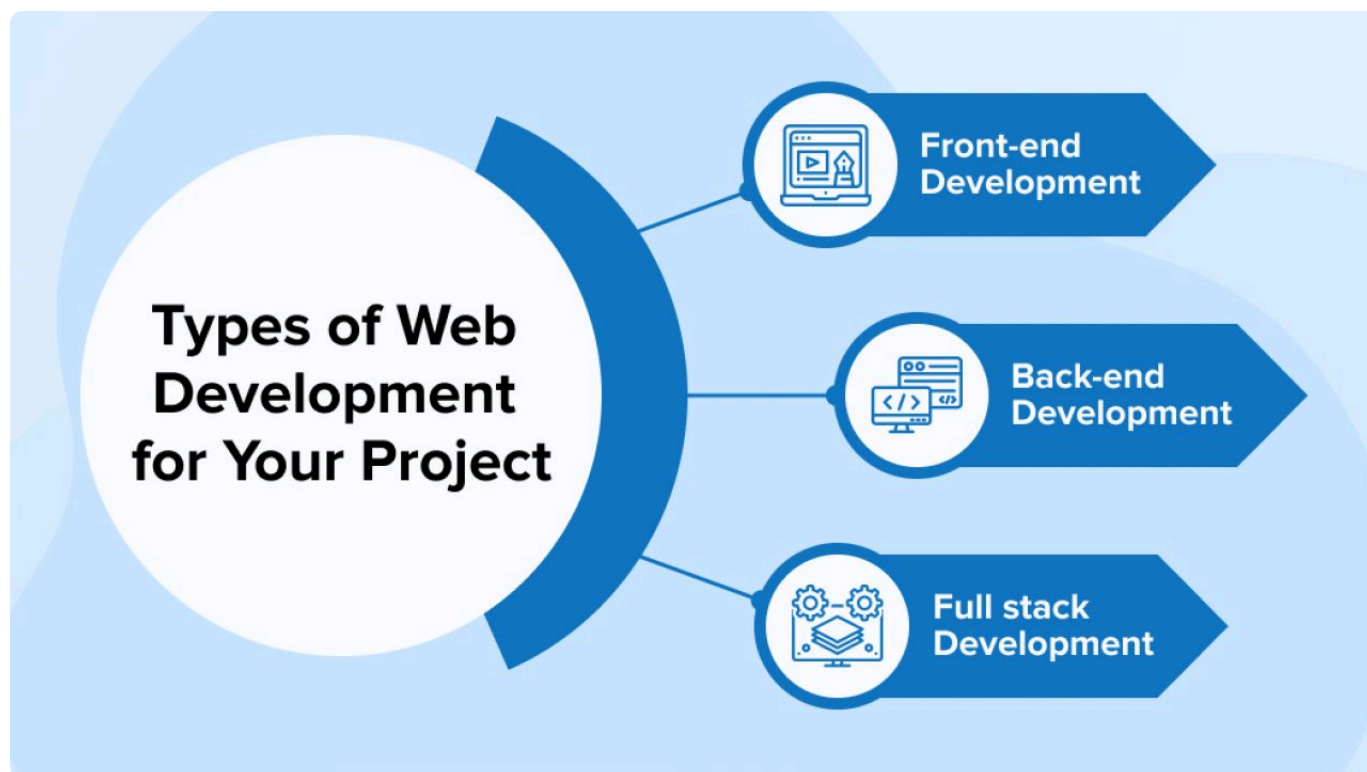 Types of Web
Development
for Your Project
Front-end
Development
Back-end
Development
Full stack
Development